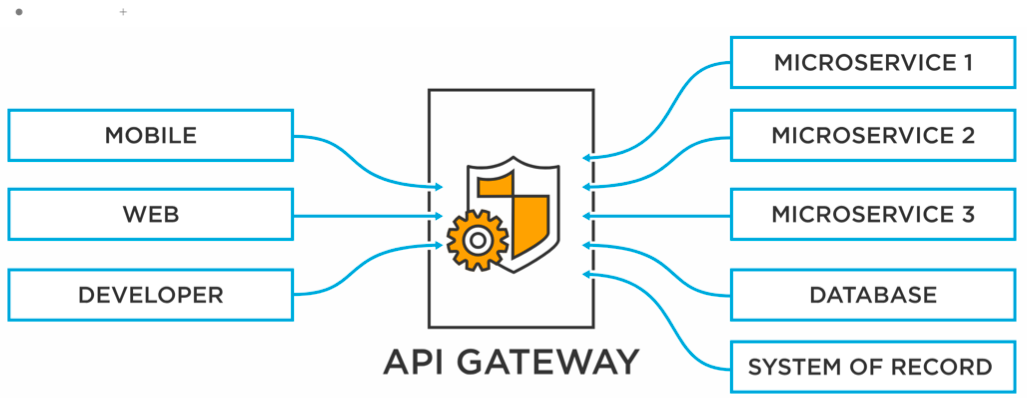 MOBILE
WEB
DEVELOPER
API GATEWAY
MICROSERVICE 1
MICROSERVICE 2
MICROSERVICE 3
DATABASE
SYSTEM OF RECORD